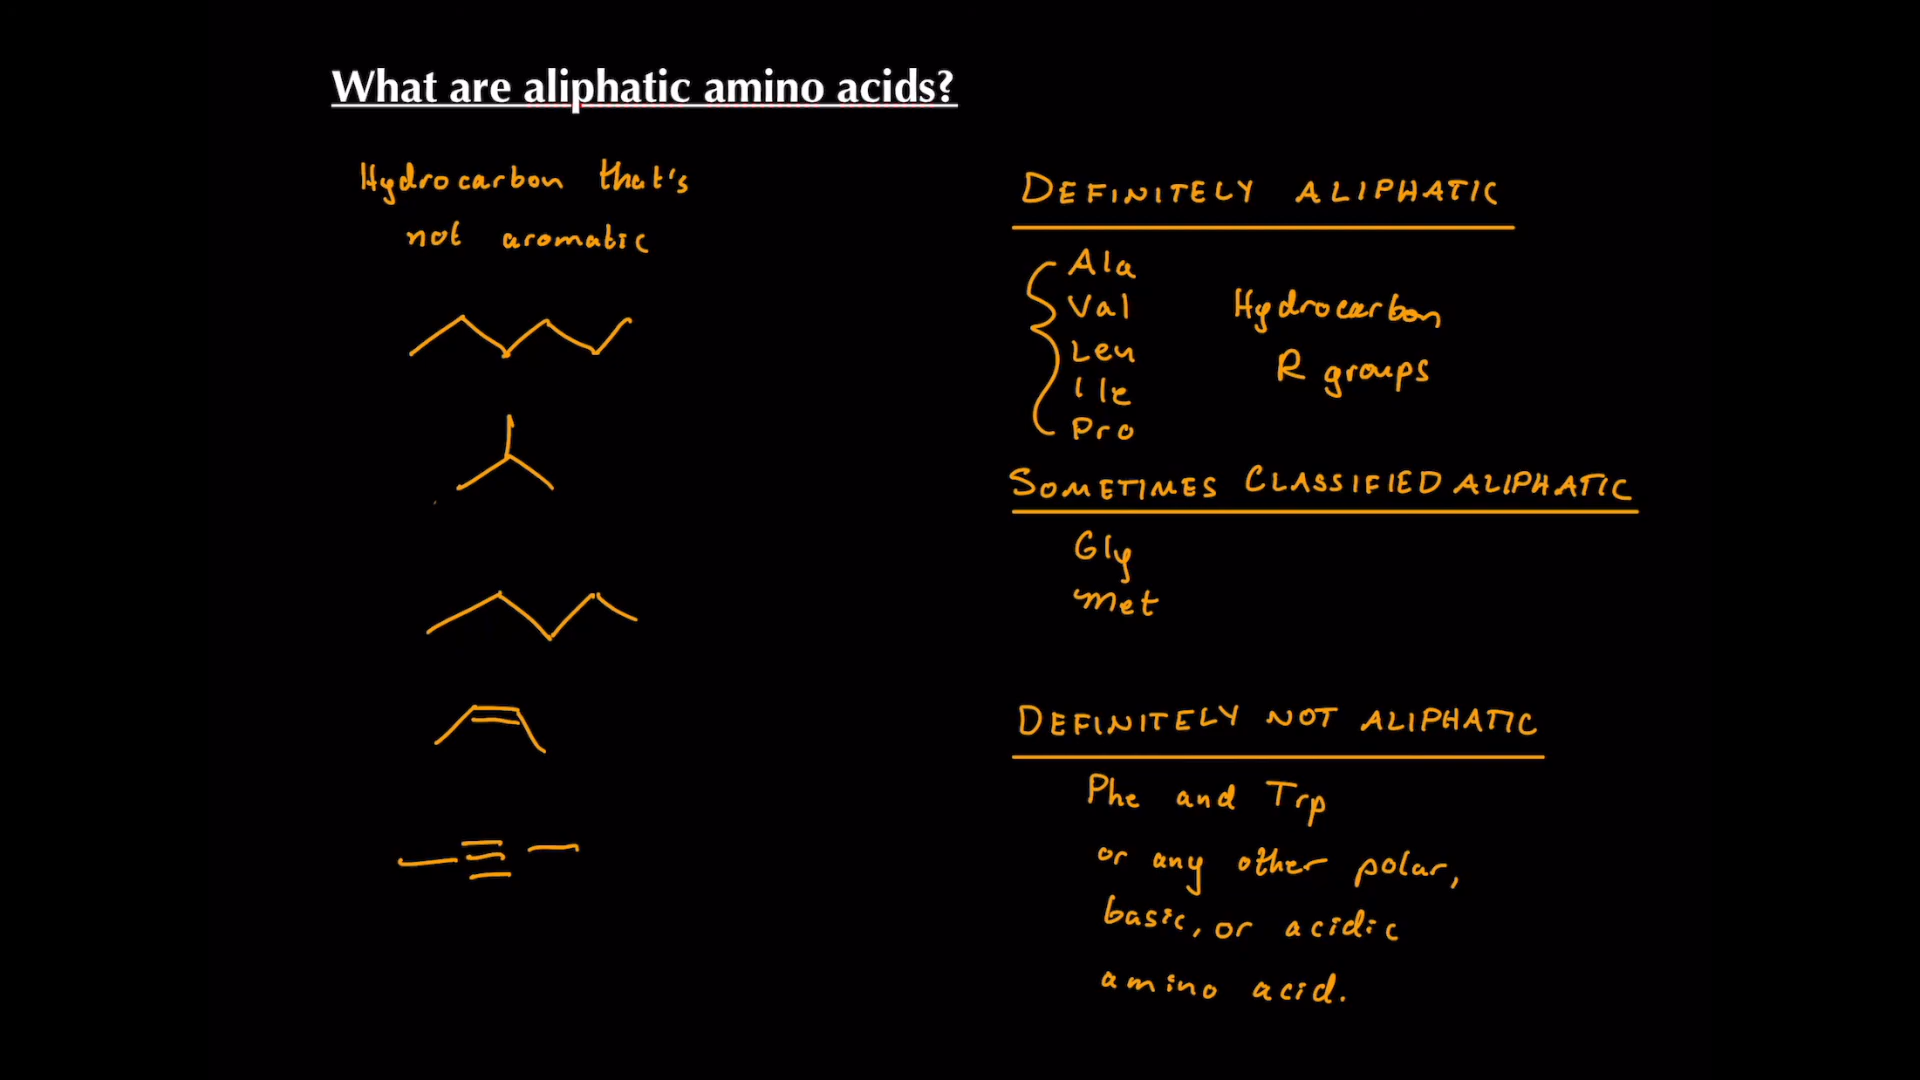 What are aliphatic amino acids?
Hydrocarbon that's
not aromatic
DEFINITELY ALIPHATIC
Ala
Val
Leu
Ile
Pro
Hydrocarbon
R groups
SOMETIMES CLASSIFIED ALIPHATIC
Gly
Met
DEFINITELY NOT ALIPHATIC
Phe and Trp
or any other polar,
basic, or acidic
amino acid.